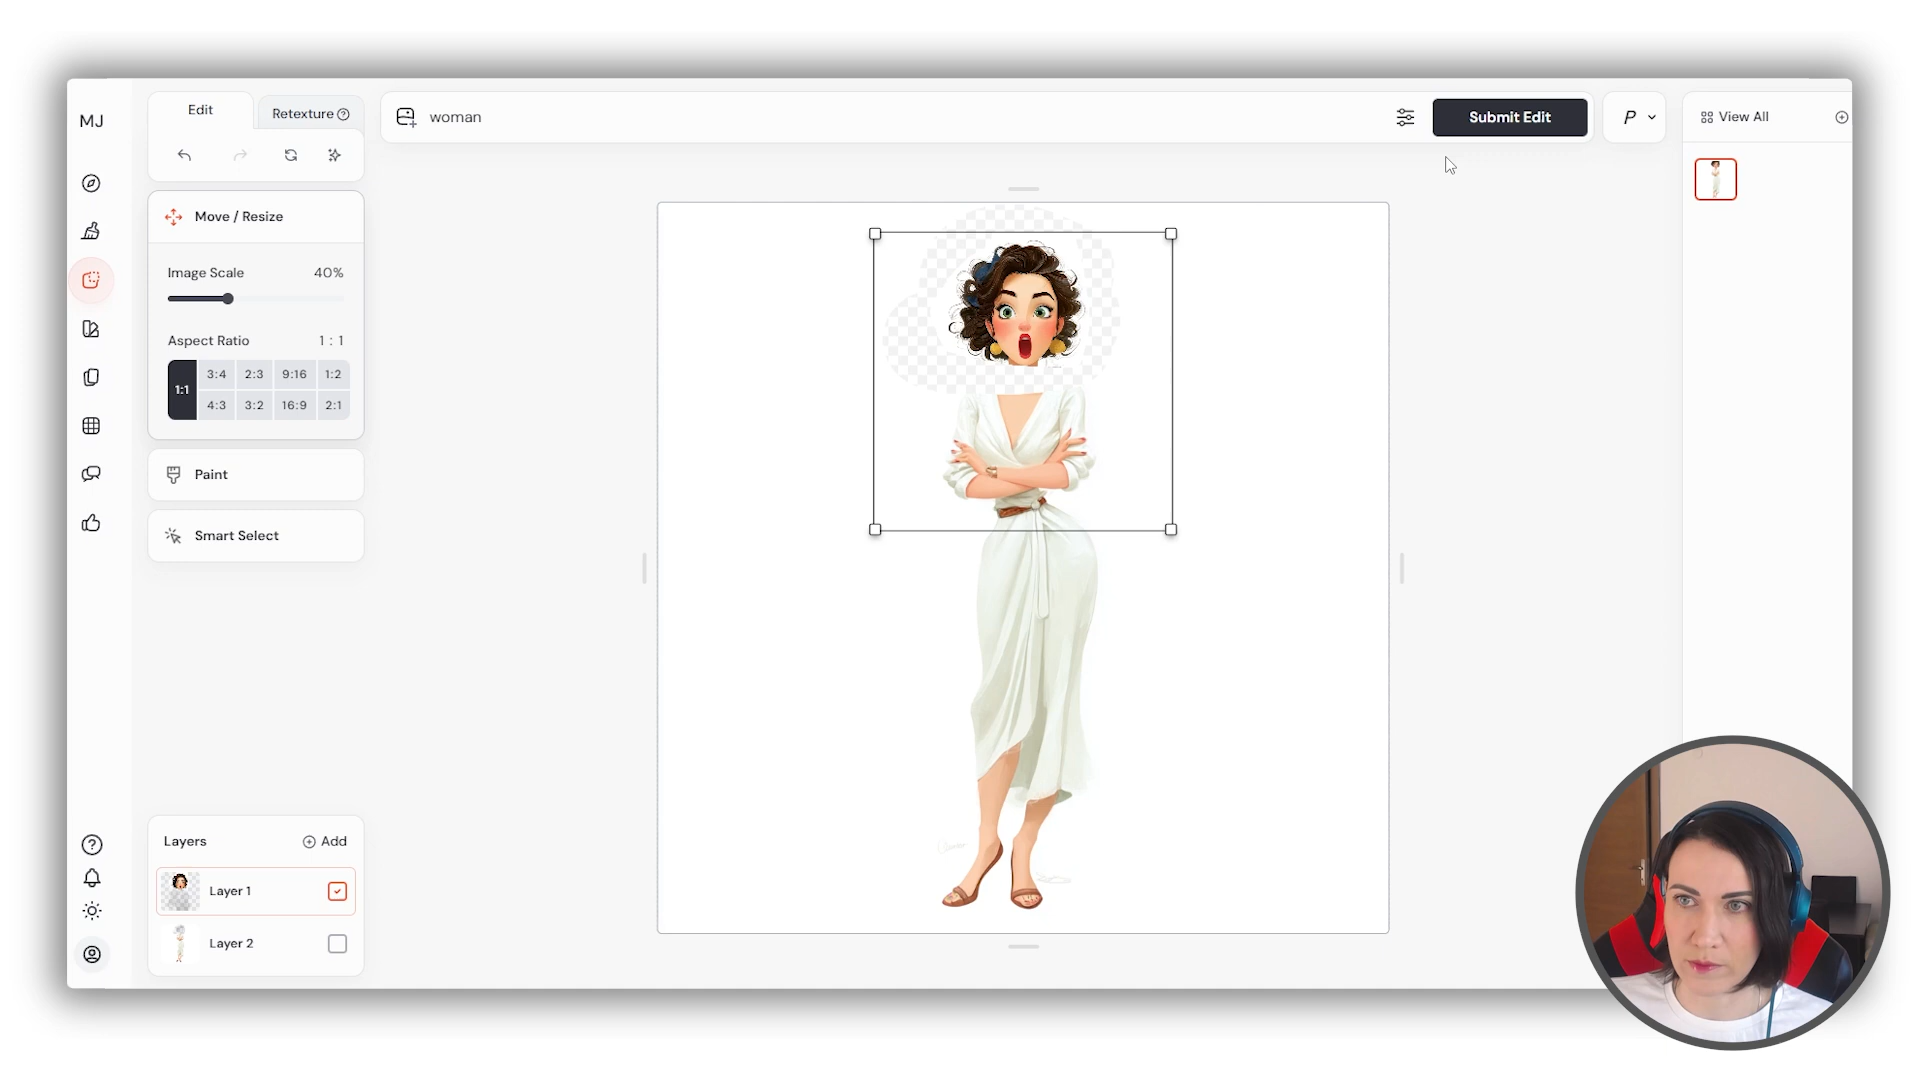 MJ
Edit
Retexture
woman
Submit Edit
P
View All
Move / Resize
Image Scale 40%
Aspect Ratio 1 : 1
1:1
3:4 2:3 9:16 1:2
4:3 3:2 16:9 2:1
Paint
Smart Select
Layers Add
Layer 1
Layer 2